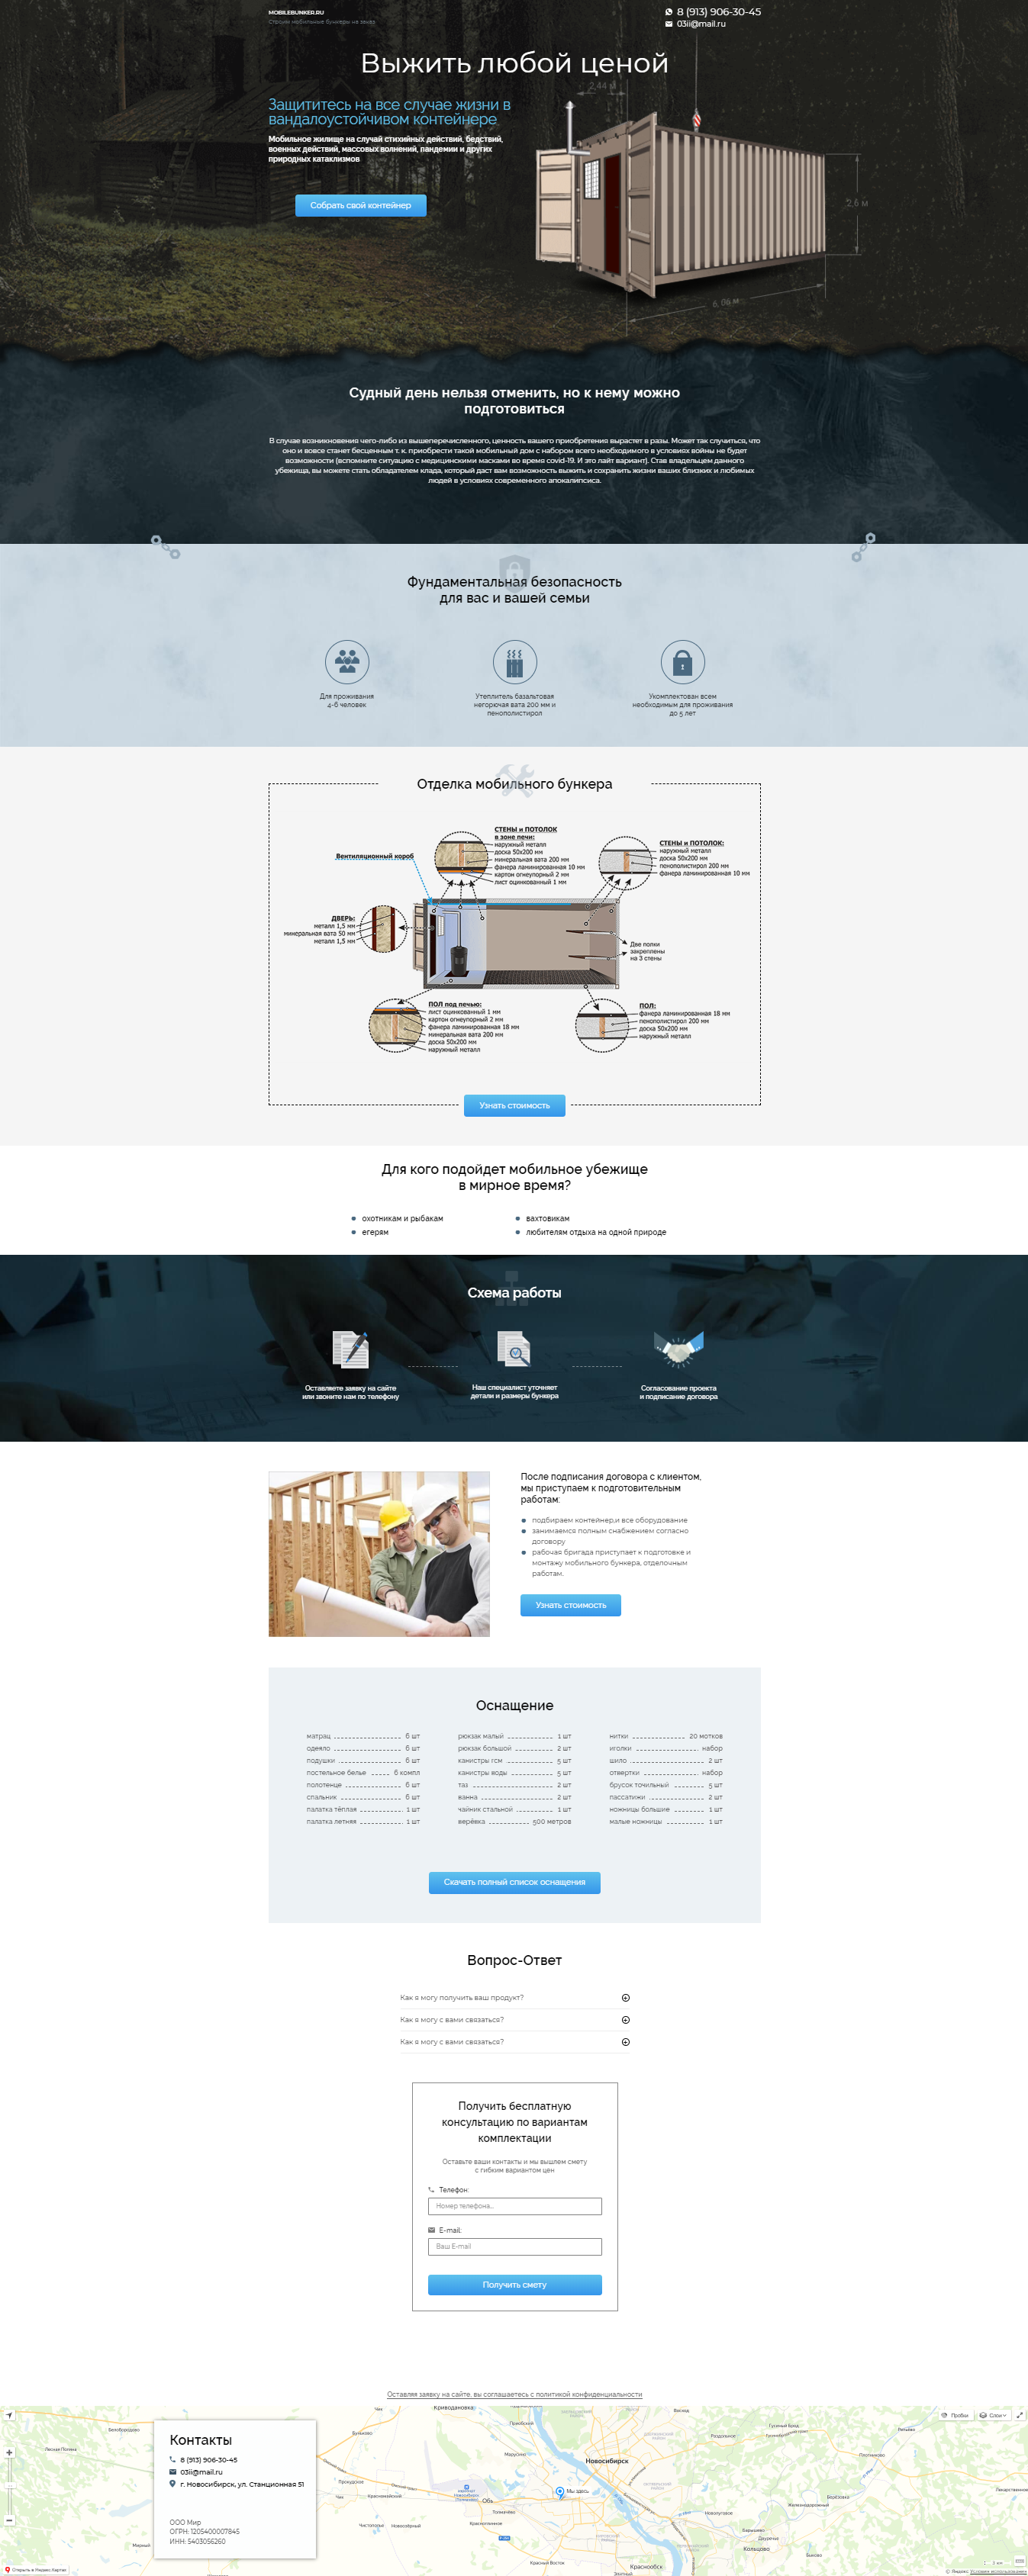 MOBILEBUNKER.RU
Строим мобильные бункеры на заказ
8 (913) 906-30-45
03ii@mail.ru
Выжить любой ценой
Защититесь на все случае жизни в
вандалоустойчивом контейнере
Мобильное жилище на случай стихийных действий, бедствий,
военных действий, массовых волнений, пандемии и других
природных катаклизмов
Собрать свой контейнер
2,44 м
2,6 м
6, 06 м
Судный день нельзя отменить, но к нему можно
подготовиться
В случае возникновения чего-либо из вышеперечисленного, ценность вашего приобретения вырастет в разы. Может так случиться, что
оно и вовсе станет бесценным т. к. приобрести такой мобильный дом с набором всего необходимого в условиях войны не будет
возможности (вспомните ситуацию с медицинскими масками во время covid-19. И это лайт вариант). Став владельцем данного
убежища, вы можете стать обладателем клада, который даст вам возможность выжить и сохранить жизни ваших близких и любимых
людей в условиях современного апокалипсиса.
Фундаментальная безопасность
для вас и вашей семьи
Для проживания
4-6 человек
Утеплитель базальтовая
негорючая вата 200 мм и
пенополистирол
Укомплектован всем
необходимым для проживания
до 5 лет
Отделка мобильного бункера
СТЕНЫ и ПОТОЛОК
в зоне печи:
наружный металл
доска 50х200 мм
минеральная вата 200 мм
фанера ламинированная 10 мм
картон огнеупорный 2 мм
лист оцинкованный 1 мм
СТЕНЫ и ПОТОЛОК:
наружный металл
доска 50х200 мм
пенополистирол 200 мм
фанера ламинированная 10 мм
Вентиляционный короб
ДВЕРЬ:
металл 1,5 мм
минеральная вата 50 мм
металл 1,5 мм
Две полки
закреплены
на 3 стены
ПОЛ под печью:
лист оцинкованный 1 мм
картон огнеупорный 2 мм
фанера ламинированная 18 мм
минеральная вата 200 мм
доска 50х200 мм
наружный металл
ПОЛ:
фанера ламинированная 18 мм
пенополистирол 200 мм
доска 50х200 мм
наружный металл
Узнать стоимость
Для кого подойдет мобильное убежище
в мирное время?
охотникам и рыбакам
егерям
вахтовикам
любителям отдыха на одной природе
Схема работы
Оставляете заявку на сайте
или звоните нам по телефону
Наш специалист уточняет
детали и размеры бункера
Согласование проекта
и подписание договора
После подписания договора с клиентом,
мы приступаем к подготовительным
работам:
подбираем контейнер,и все оборудование
занимаемся полным снабжением согласно
договору
рабочая бригада приступает к подготовке и
монтажу мобильного бункера, отделочным
работам.
Узнать стоимость
Оснащение
матрац 6 шт
одеяло 6 шт
подушки 6 шт
постельное белье 6 компл
полотенце 6 шт
спальник 6 шт
палатка тёплая 1 шт
палатка летняя 1 шт
рюкзак малый 1 шт
рюкзак большой 2 шт
канистры гсм 5 шт
канистры воды 5 шт
таз 2 шт
ванна 2 шт
чайник стальной 1 шт
верёвка 500 метров
нитки 20 мотков
иголки набор
шило 2 шт
отвертки набор
брусок точильный 5 шт
пассатижи 2 шт
ножницы большие 1 шт
малые ножницы 1 шт
Скачать полный список оснащения
Вопрос-Ответ
Как я могу получить ваш продукт?
Как я могу с вами связаться?
Как я могу с вами связаться?
Получить бесплатную
консультацию по вариантам
комплектации
Оставьте ваши контакты и мы вышлем смету
с гибким вариантом цен
Телефон:
Номер телефона...
E-mail:
Ваш E-mail
Получить смету
Оставляя заявку на сайте, вы соглашаетесь с политикой конфиденциальности
Контакты
8 (913) 906-30-45
03ii@mail.ru
г. Новосибирск, ул. Станционная 51
ООО Мир
ОГРН: 1205400007845
ИНН: 5403056260
Криводановка
Новосибирск
Мы здесь
Обь
Толмачёво
Краснообск
Кольцово
Барышево
Раздольное
Плотниково
Марусино
Прокудское
Чик
Красный Восток
Пробки
Слои
Открыть в Яндекс.Картах
© Яндекс Условия использования